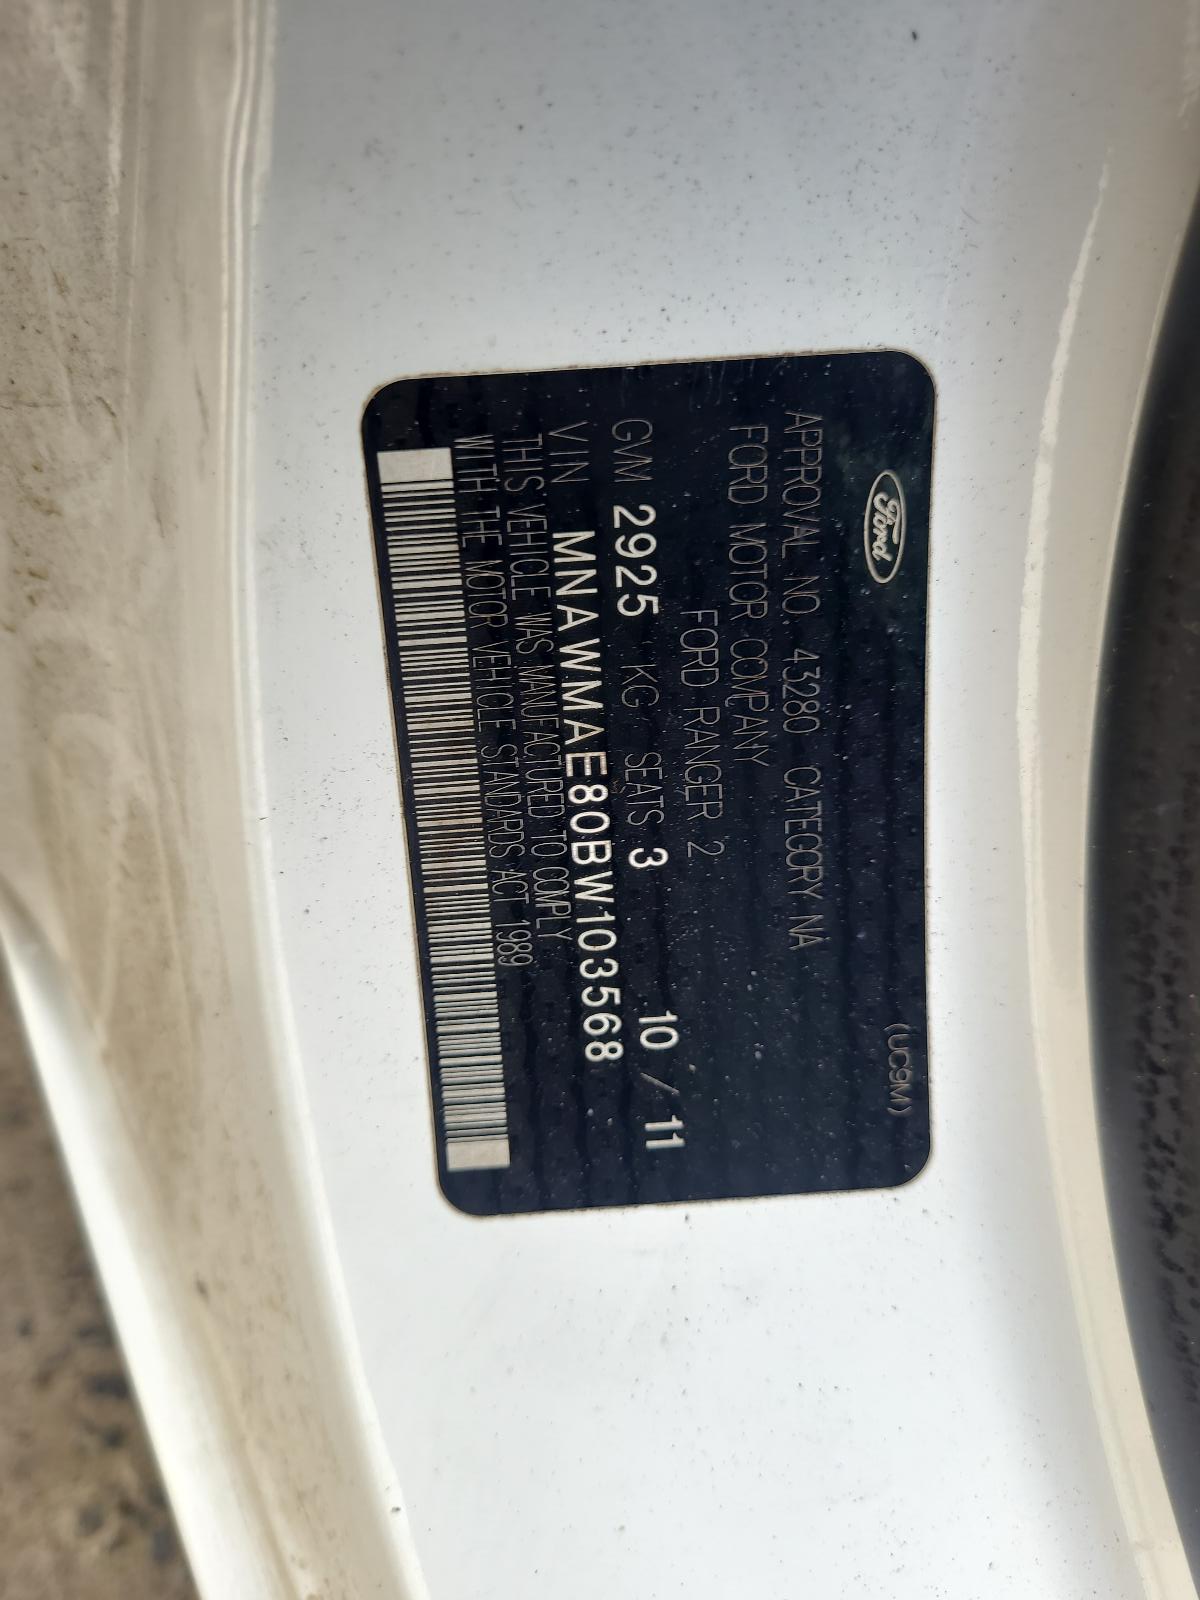 Ford
(UC9M)
APPROVAL NO. 43280 CATEGORY NA
FORD MOTOR COMPANY
FORD RANGER 2
GVM 2925 KG SEATS 3 10 / 11
VIN MNAWMAE80BW103568
THIS VEHICLE WAS MANUFACTURED TO COMPLY
WITH THE MOTOR VEHICLE STANDARDS ACT 1989